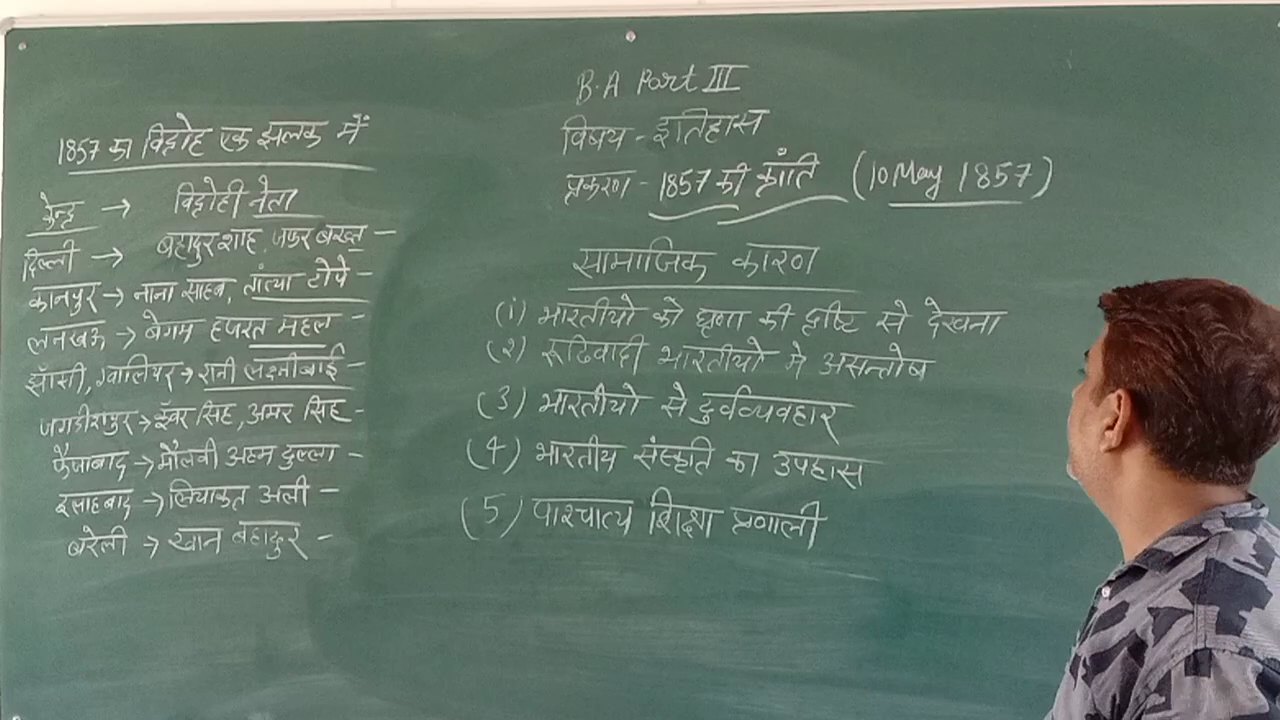 B.A Part III
विषय - इतिहास
प्रकरण - 1857 की क्रांति (10 May 1857)
1857 का विद्रोह एक झलक में
केन्द्र → विद्रोही नेता
दिल्ली → बहादुर शाह, जफर बख्त -
कानपुर → नाना साहब, तांत्या टोपे -
लखनऊ → बेगम हजरत महल -
झाँसी, ग्वालियर → रानी लक्ष्मीबाई -
जगदीशपुर → कुँवर सिंह, अमर सिंह -
फैजाबाद → मौलवी अहम दुल्ला -
इलाहबाद → लियाकत अली -
बरेली → खान बहादुर -
सामाजिक कारण
(1) भारतीयो को घृणा की दृष्टि से देखना
(2) रूढिवादी भारतीयो मे असन्तोष
(3) भारतीयो से दुर्वव्यवहार
(4) भारतीय संस्कृति का उपहास
(5) पाश्चात्य शिक्षा प्रणाली